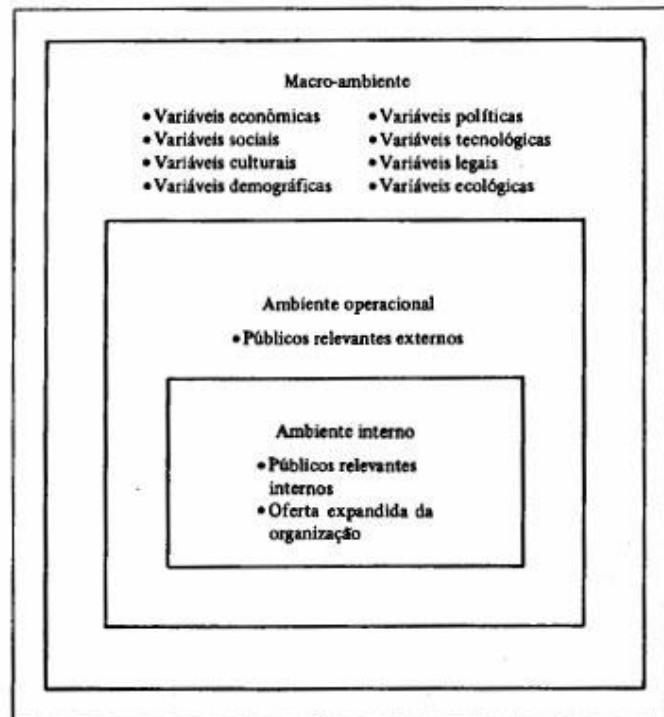 Macro-ambiente
• Variáveis econômicas
• Variáveis sociais
• Variáveis culturais
• Variáveis demográficas
• Variáveis políticas
• Variáveis tecnológicas
• Variáveis legais
• Variáveis ecológicas
Ambiente operacional
• Públicos relevantes externos
Ambiente interno
• Públicos relevantes
internos
• Oferta expandida da
organização